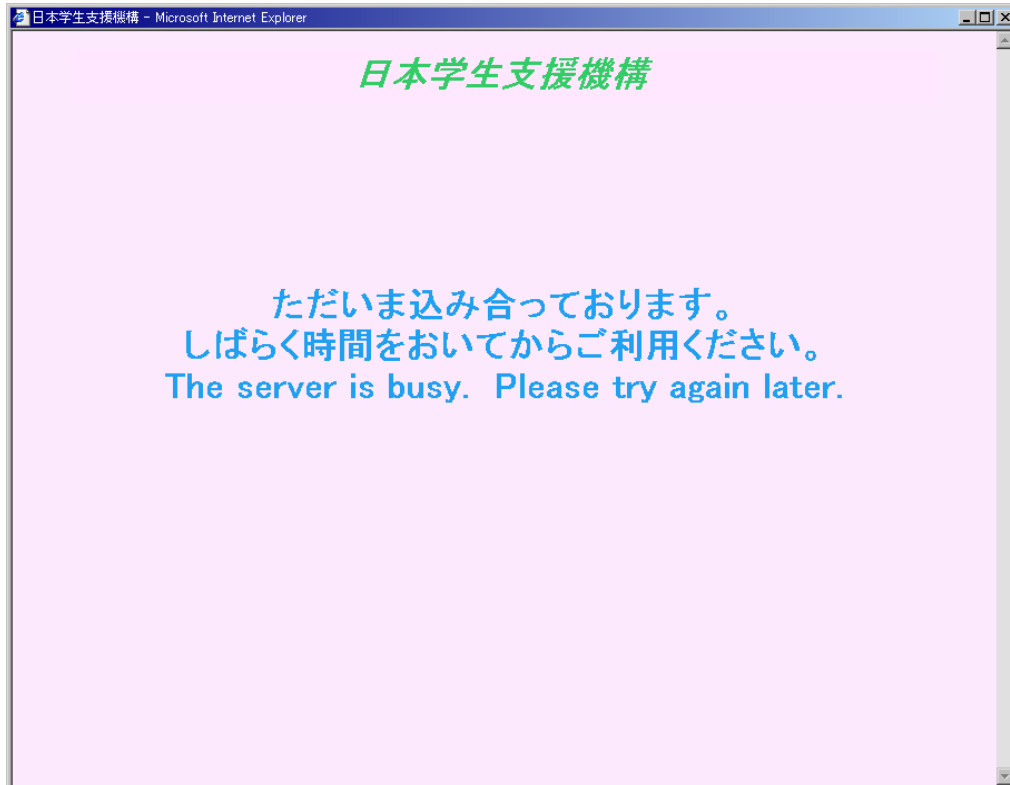 日本学生支援機構 - Microsoft Internet Explorer
日本学生支援機構
ただいま込み合っております。
しばらく時間をおいてからご利用ください。
The server is busy.  Please try again later.